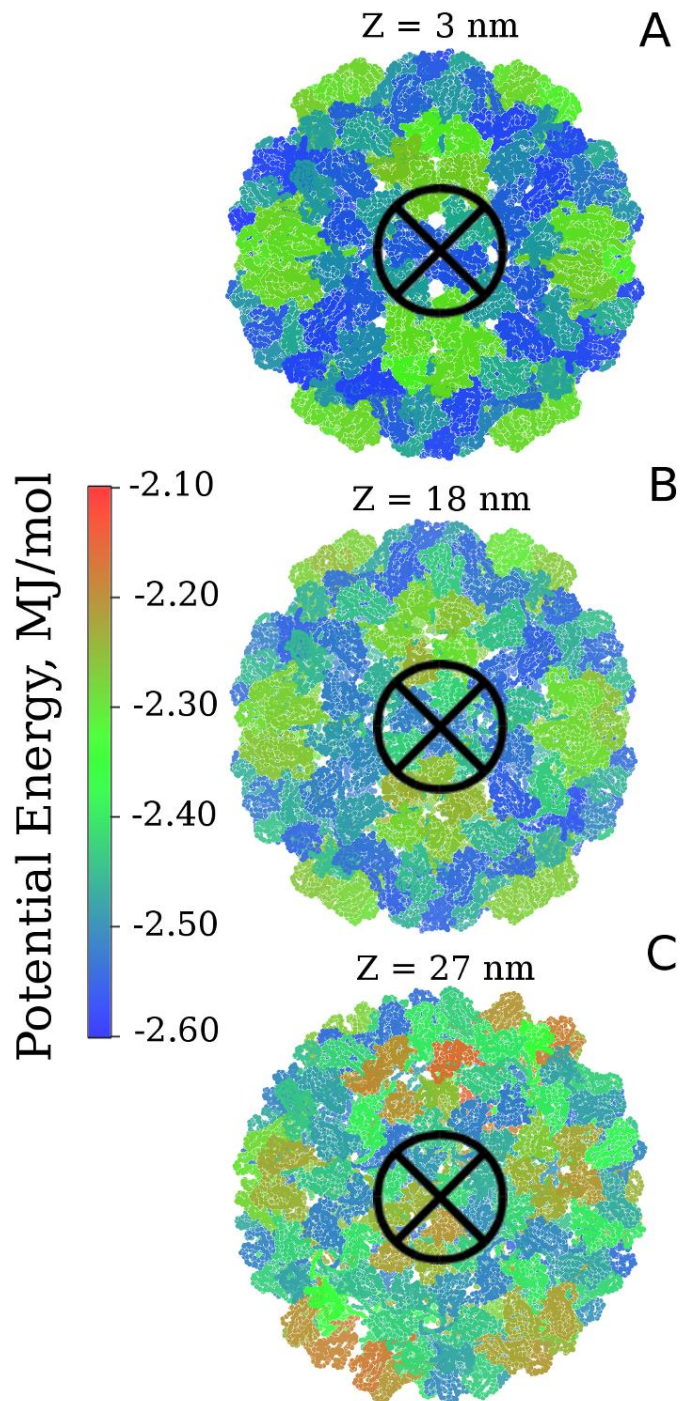 Z = 3 nm
A
B
Z = 18 nm
Potential Energy, MJ/mol
-2.10
-2.20
-2.30
-2.40
-2.50
-2.60
C
Z = 27 nm